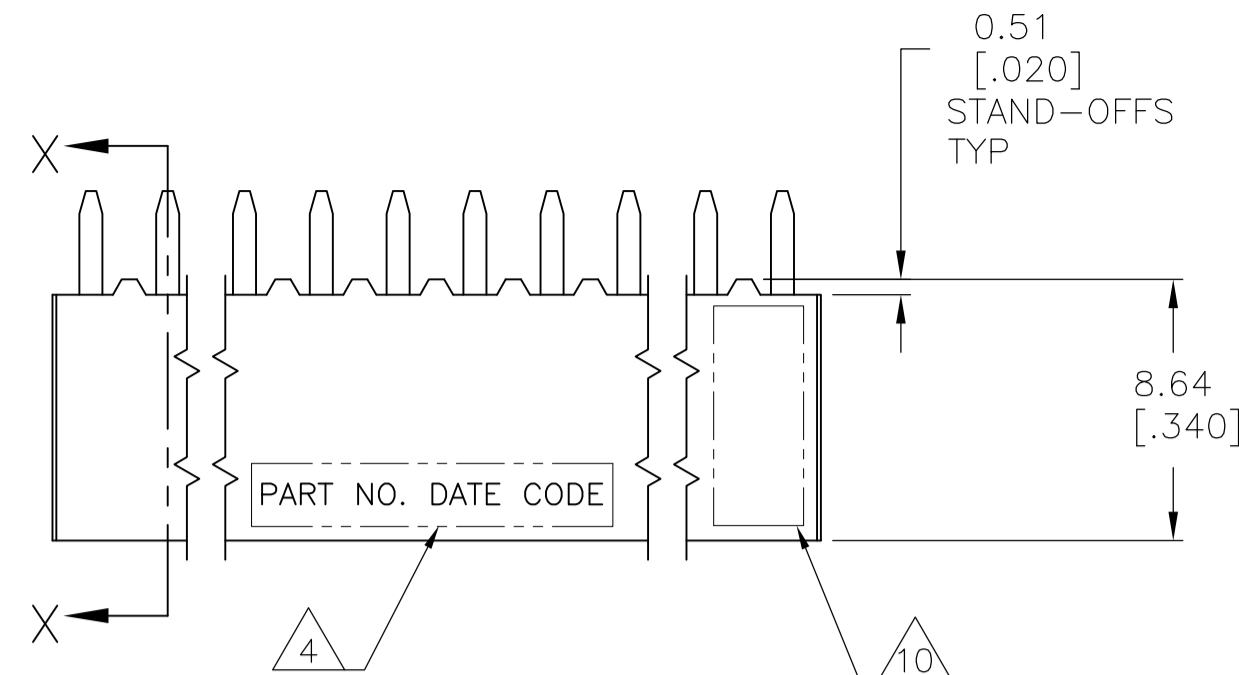 0.51
[.020]
STAND-OFFS
TYP
X
8.64
[.340]
PART NO. DATE CODE
X
4
10